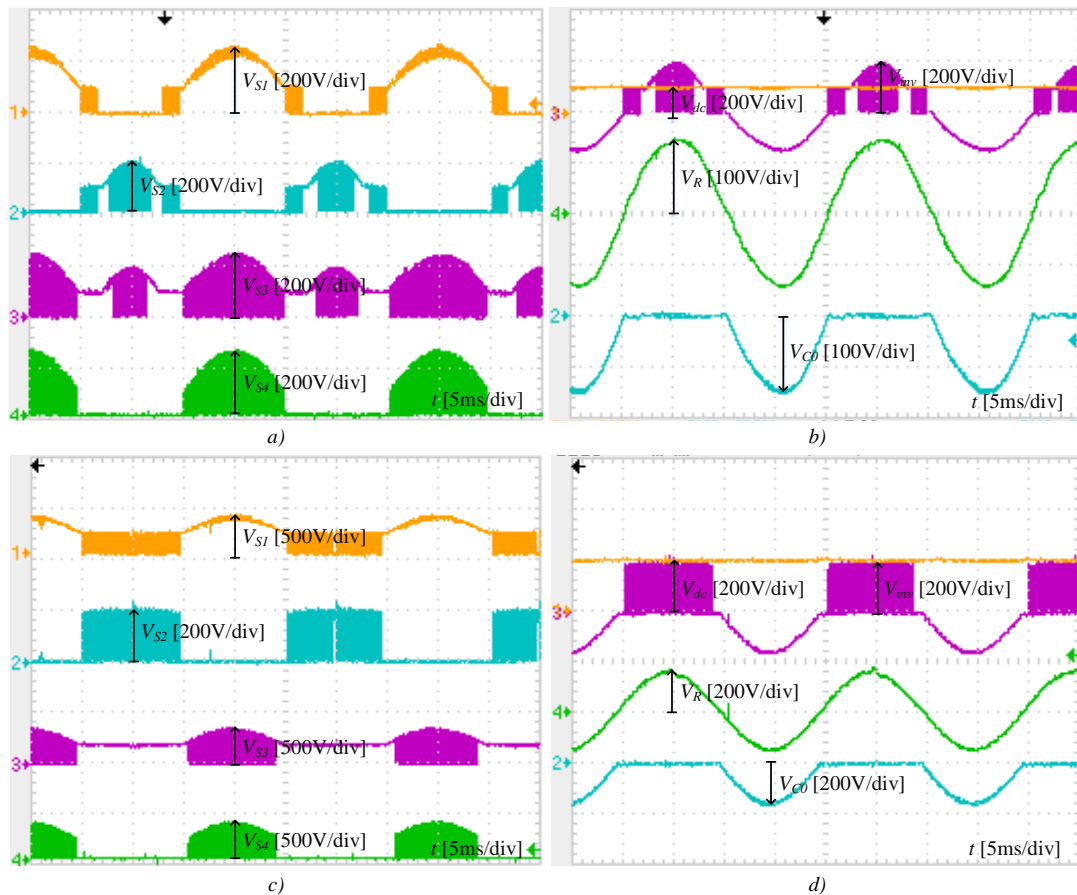 1
V_S1 [200V/div]
2
V_S2 [200V/div]
3
V_S3 [200V/div]
4
V_S4 [200V/div]
t [5ms/div]
a)
3
V_dc [200V/div]
V_inv [200V/div]
4
V_R [100V/div]
2
V_C0 [100V/div]
t [5ms/div]
b)
1
V_S1 [500V/div]
2
V_S2 [200V/div]
3
V_S3 [500V/div]
4
V_S4 [500V/div]
t [5ms/div]
c)
3
V_dc [200V/div]
V_inv [200V/div]
4
V_R [200V/div]
2
V_C0 [200V/div]
t [5ms/div]
d)